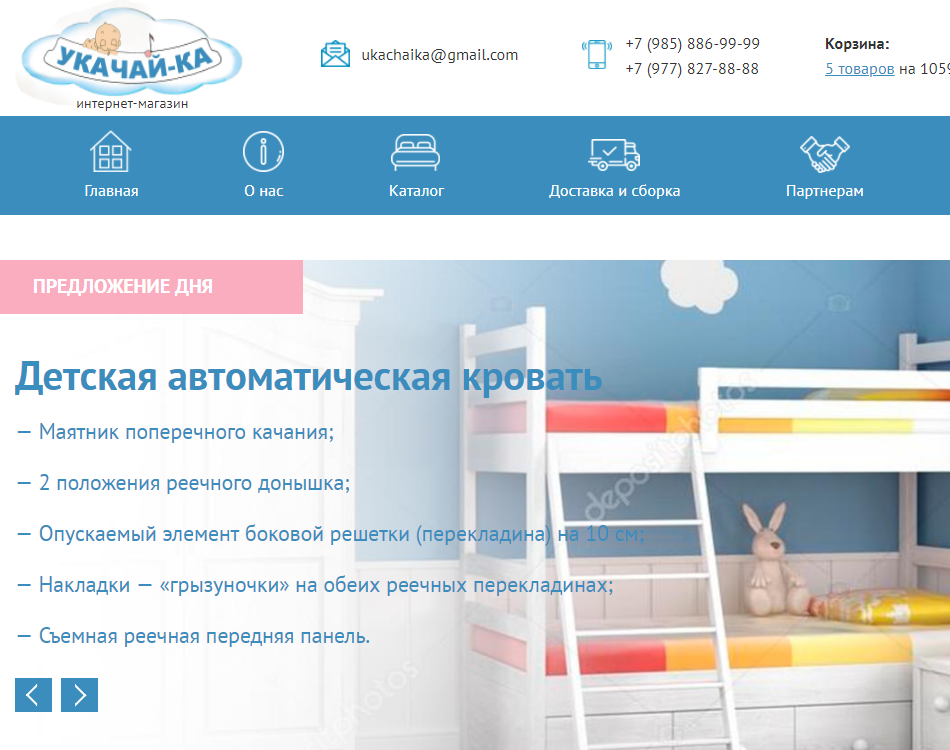 УКАЧАЙ-КА
интернет-магазин
ukachaika@gmail.com
+7 (985) 886-99-99
+7 (977) 827-88-88
Корзина:
5 товаров на 1059
Главная
О нас
Каталог
Доставка и сборка
Партнерам
ПРЕДЛОЖЕНИЕ ДНЯ
Детская автоматическая кровать
— Маятник поперечного качания;
— 2 положения реечного донышка;
— Опускаемый элемент боковой решетки (перекладина) на 10 см;
— Накладки — «грызуночки» на обеих реечных перекладинах;
— Съемная реечная передняя панель.
depositphotos